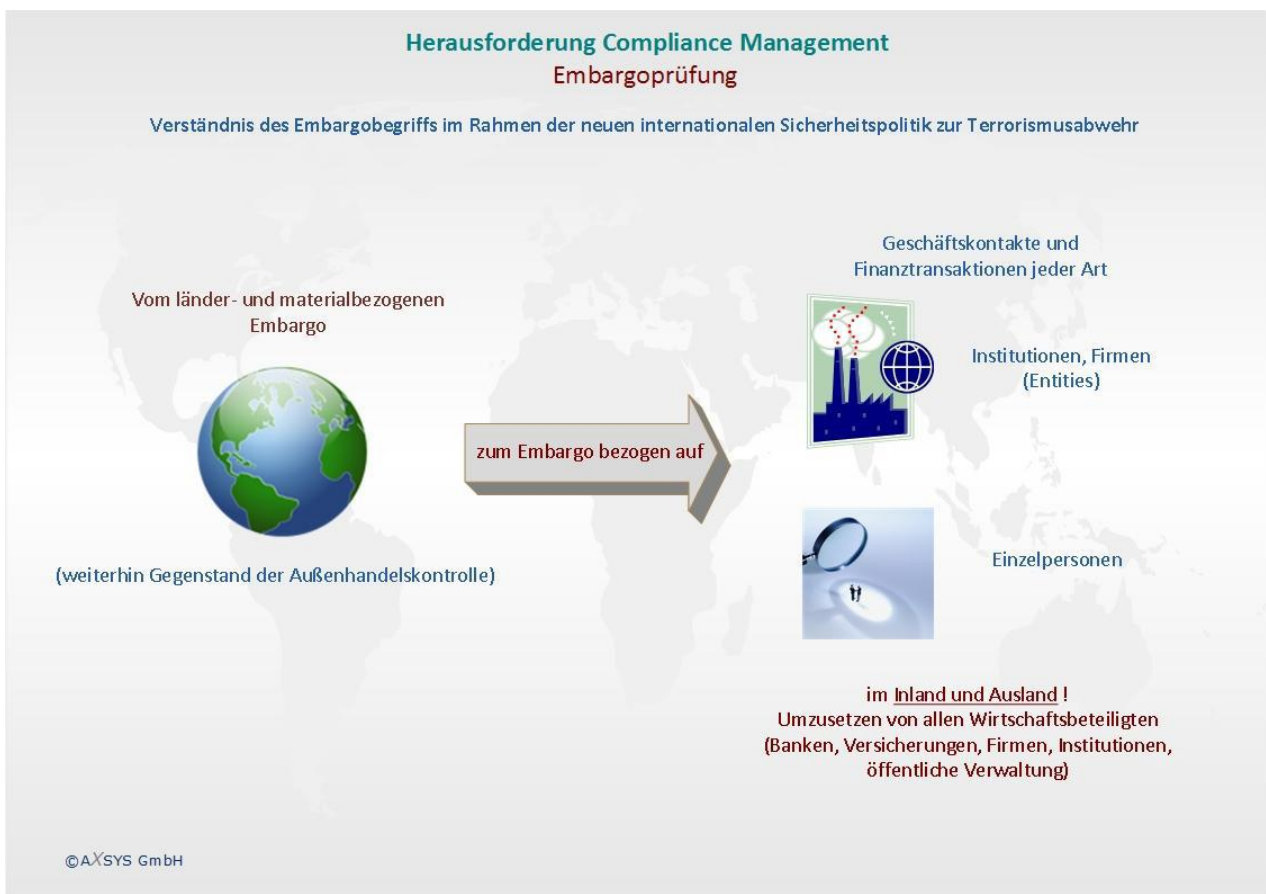 Herausforderung Compliance Management
Embargoprüfung
Verständnis des Embargobegriffs im Rahmen der neuen internationalen Sicherheitspolitik zur Terrorismusabwehr
Vom länder- und materialbezogenen
Embargo
(weiterhin Gegenstand der Außenhandelskontrolle)
zum Embargo bezogen auf
Geschäftskontakte und
Finanztransaktionen jeder Art
Institutionen, Firmen
(Entities)
Einzelpersonen
im Inland und Ausland !
Umzusetzen von allen Wirtschaftsbeteiligten
(Banken, Versicherungen, Firmen, Institutionen,
öffentliche Verwaltung)
©AXSYS GmbH